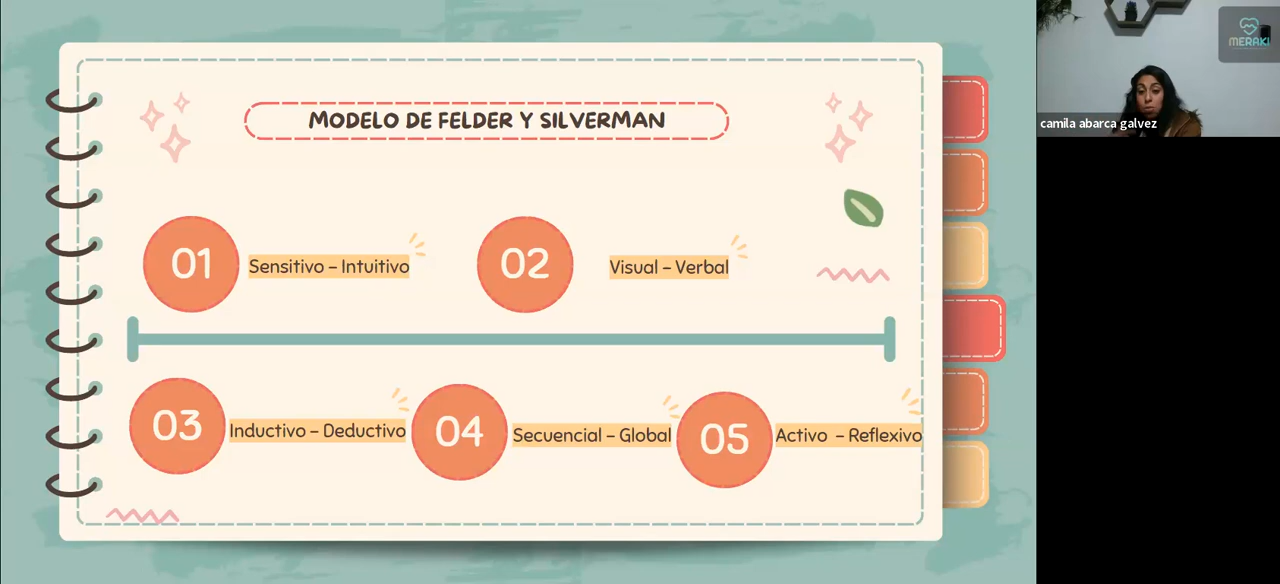 MODELO DE FELDER Y SILVERMAN
01
Sensitivo – Intuitivo
02
Visual – Verbal
03
Inductivo – Deductivo
04
Secuencial – Global
05
Activo – Reflexivo
MERAKI
camila abarca galvez